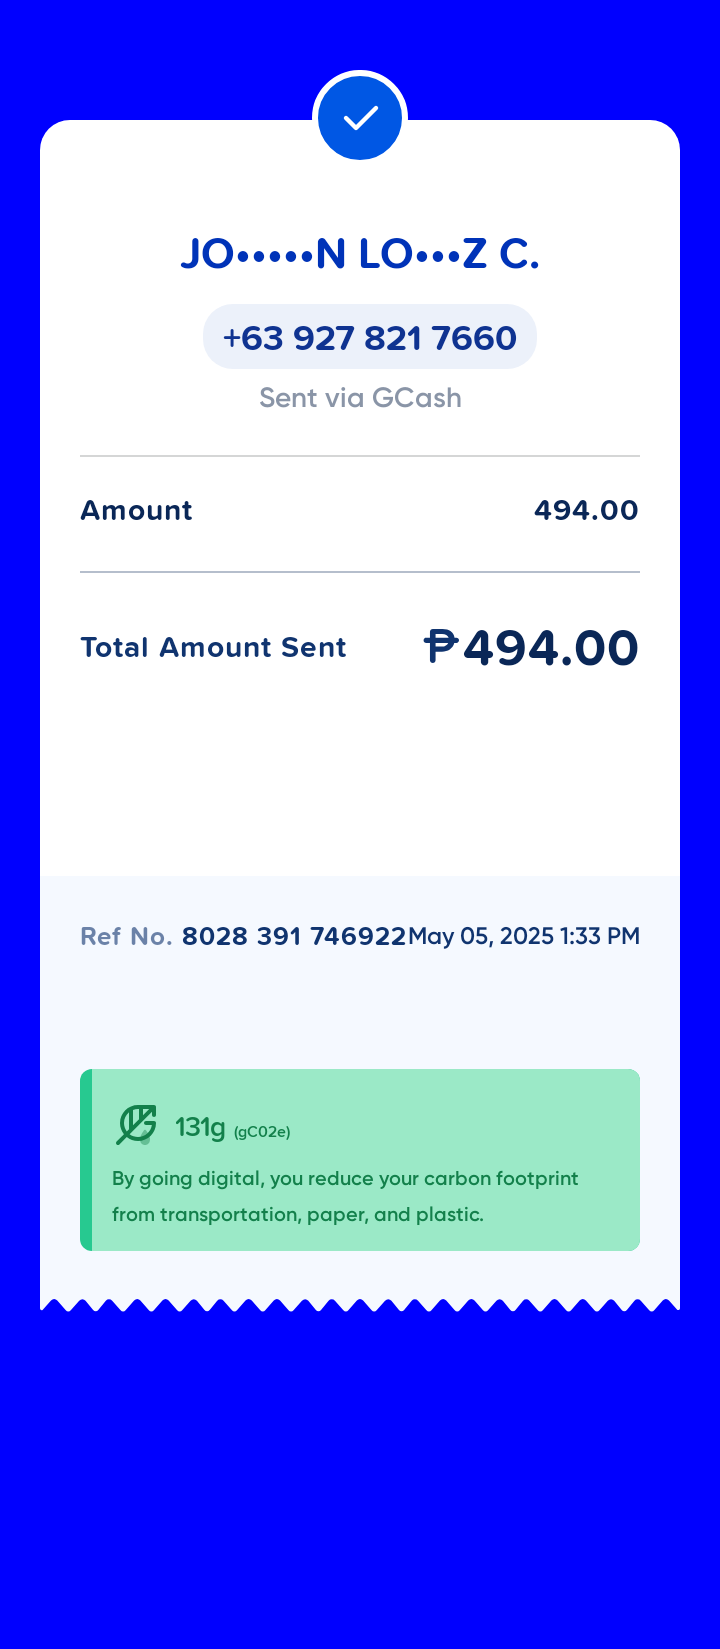 JO•••••N LO•••Z C.
+63 927 821 7660
Sent via GCash
Amount 494.00
Total Amount Sent ₱494.00
Ref No. 8028 391 746922 May 05, 2025 1:33 PM
131g (gC02e)
By going digital, you reduce your carbon footprint
from transportation, paper, and plastic.